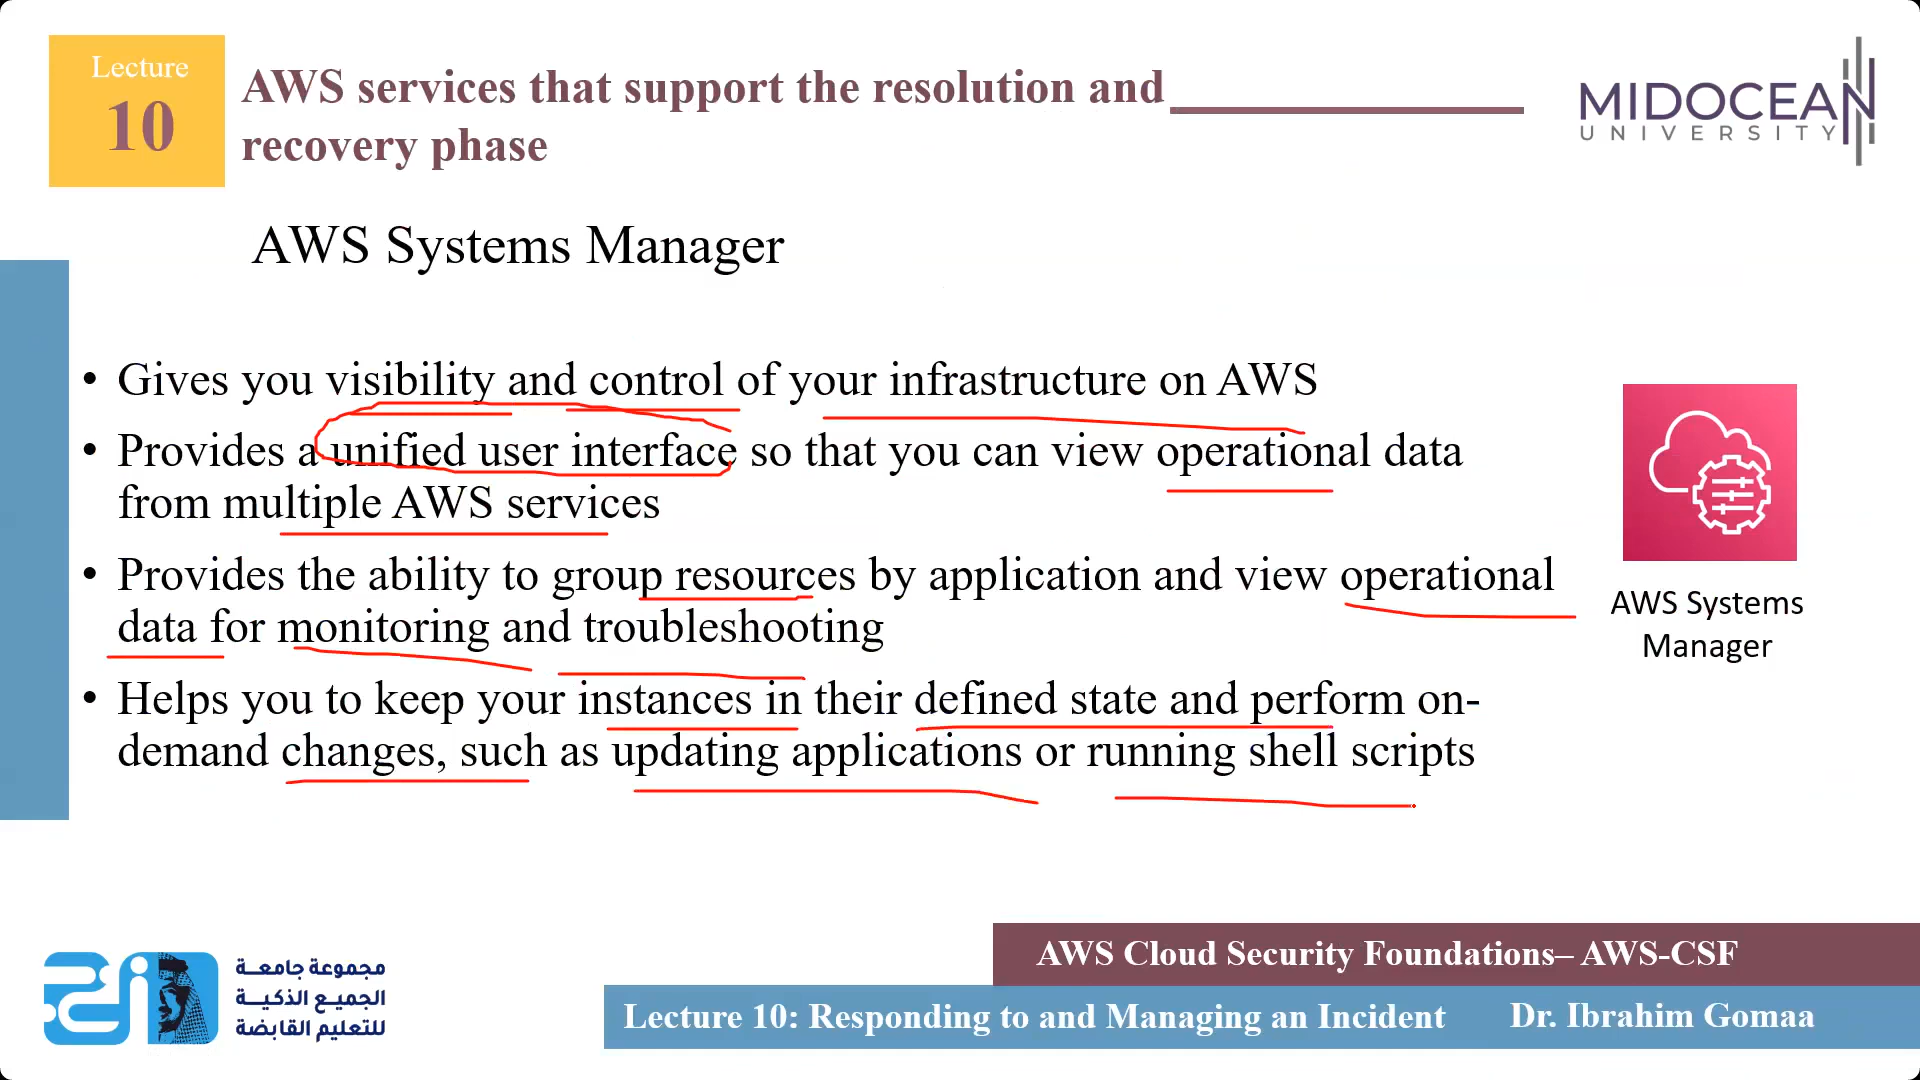 Lecture
10
AWS services that support the resolution and
recovery phase
MIDOCEAN
UNIVERSITY
AWS Systems Manager
• Gives you visibility and control of your infrastructure on AWS
• Provides a unified user interface so that you can view operational data
from multiple AWS services
• Provides the ability to group resources by application and view operational
data for monitoring and troubleshooting
• Helps you to keep your instances in their defined state and perform on-
demand changes, such as updating applications or running shell scripts
AWS Systems
Manager
مجموعة جامعة
الجميع الذكية
للتعليم القابضة
AWS Cloud Security Foundations– AWS-CSF
Lecture 10: Responding to and Managing an Incident Dr. Ibrahim Gomaa